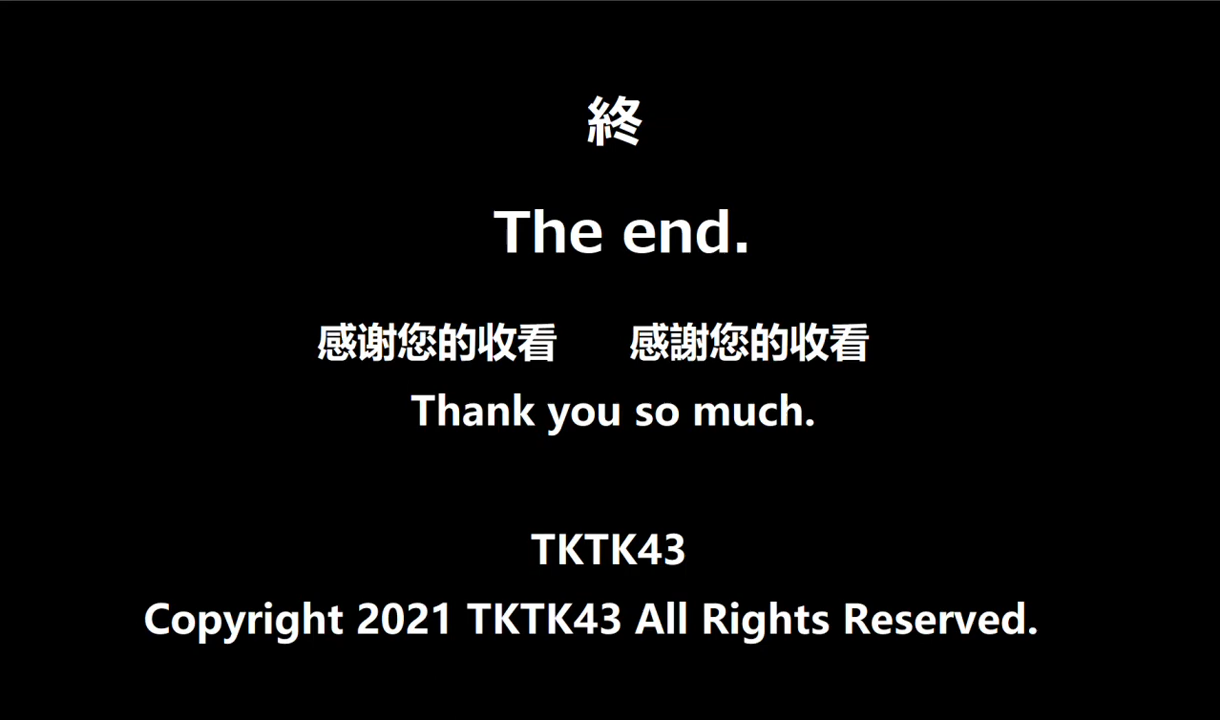 終
The end.
感谢您的收看 感謝您的收看
Thank you so much.
TKTK43
Copyright 2021 TKTK43 All Rights Reserved.